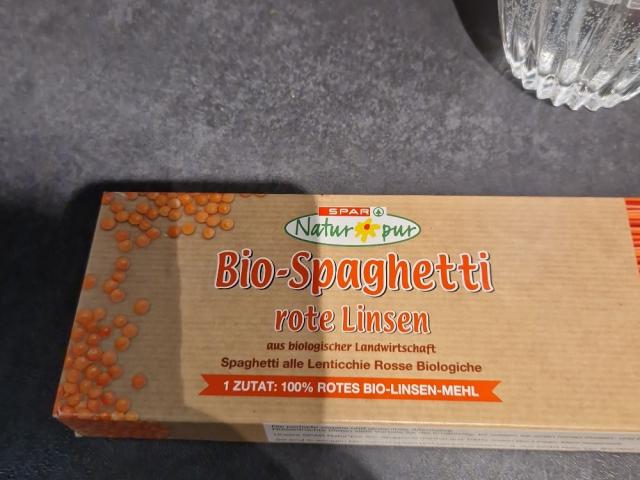 SPAR
Natur pur
Bio-Spaghetti
rote Linsen
aus biologischer Landwirtschaft
Spaghetti alle Lenticchie Rosse Biologiche
1 ZUTAT: 100% ROTES BIO-LINSEN-MEHL